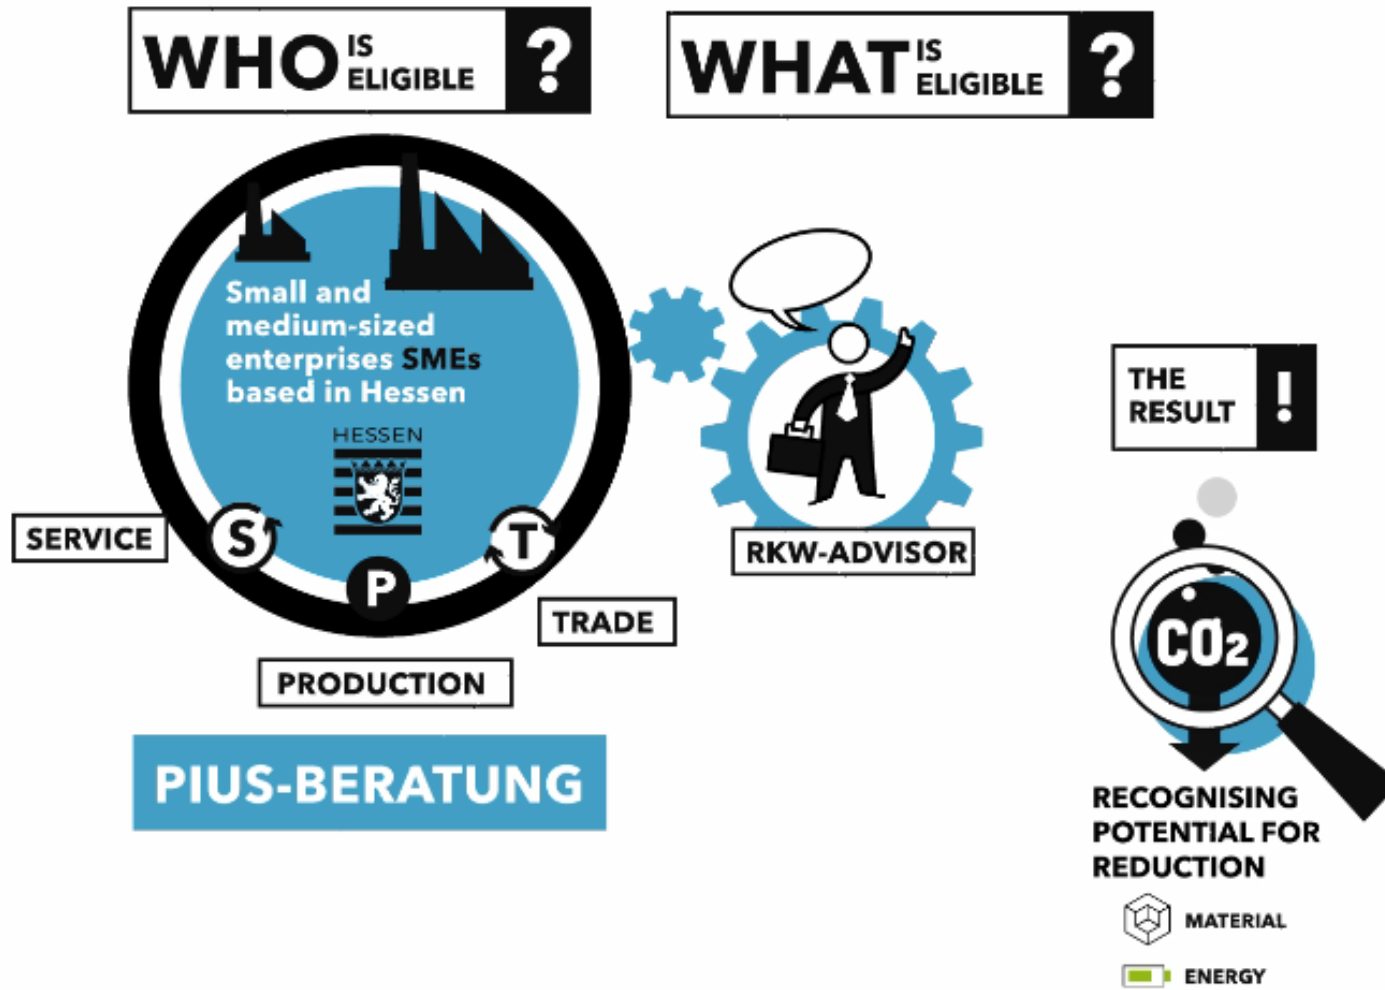 WHO IS ELIGIBLE ?
WHAT IS ELIGIBLE ?
Small and
medium-sized
enterprises SMEs
based in Hessen
HESSEN
SERVICE
S
P
T
TRADE
PRODUCTION
PIUS-BERATUNG
RKW-ADVISOR
THE
RESULT
!
CO2
RECOGNISING
POTENTIAL FOR
REDUCTION
MATERIAL
ENERGY